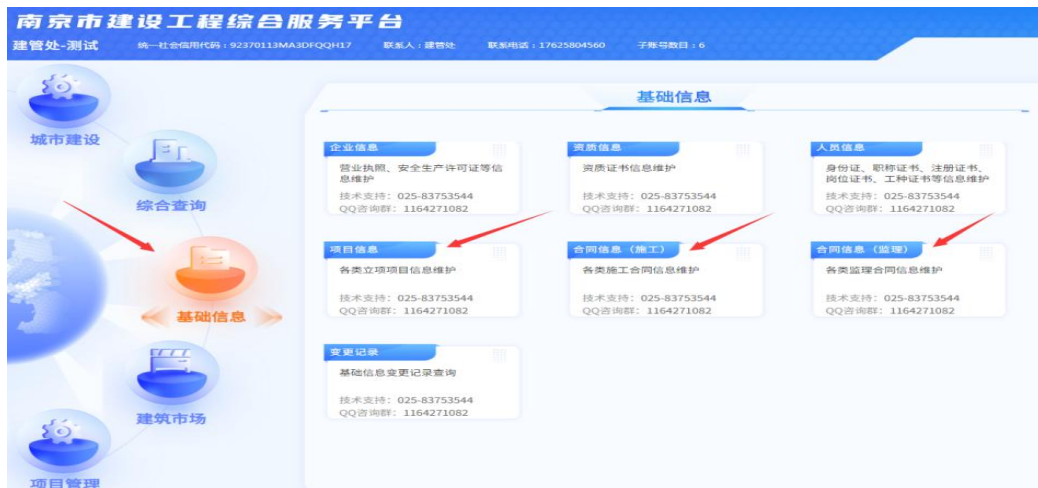 南京市建设工程综合服务平台
建管处-测试 统一社会信用代码：92370113MA3DFQQH17 联系人：建管处 联系电话：17625804560 子账号数目：6
城市建设
综合查询
基础信息
建筑市场
项目管理
基础信息
企业信息
营业执照、安全生产许可证等信
息维护
技术支持：025-83753544
QQ咨询群：1164271082
资质信息
资质证书信息维护
技术支持：025-83753544
QQ咨询群：1164271082
人员信息
身份证、职称证书、注册证书、
岗位证书、工种证书等信息维护
技术支持：025-83753544
QQ咨询群：1164271082
项目信息
各类立项项目信息维护
技术支持：025-83753544
QQ咨询群：1164271082
合同信息（施工）
各类施工合同信息维护
技术支持：025-83753544
QQ咨询群：1164271082
合同信息（监理）
各类监理合同信息维护
技术支持：025-83753544
QQ咨询群：1164271082
变更记录
基础信息变更记录查询
技术支持：025-83753544
QQ咨询群：1164271082